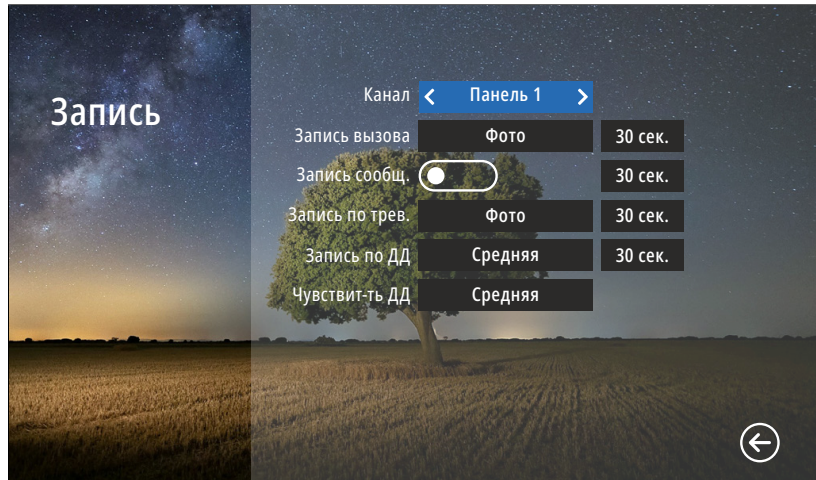 Запись
Канал Панель 1
Запись вызова Фото 30 сек.
Запись сообщ. 30 сек.
Запись по трев. Фото 30 сек.
Запись по ДД Средняя 30 сек.
Чувствит-ть ДД Средняя